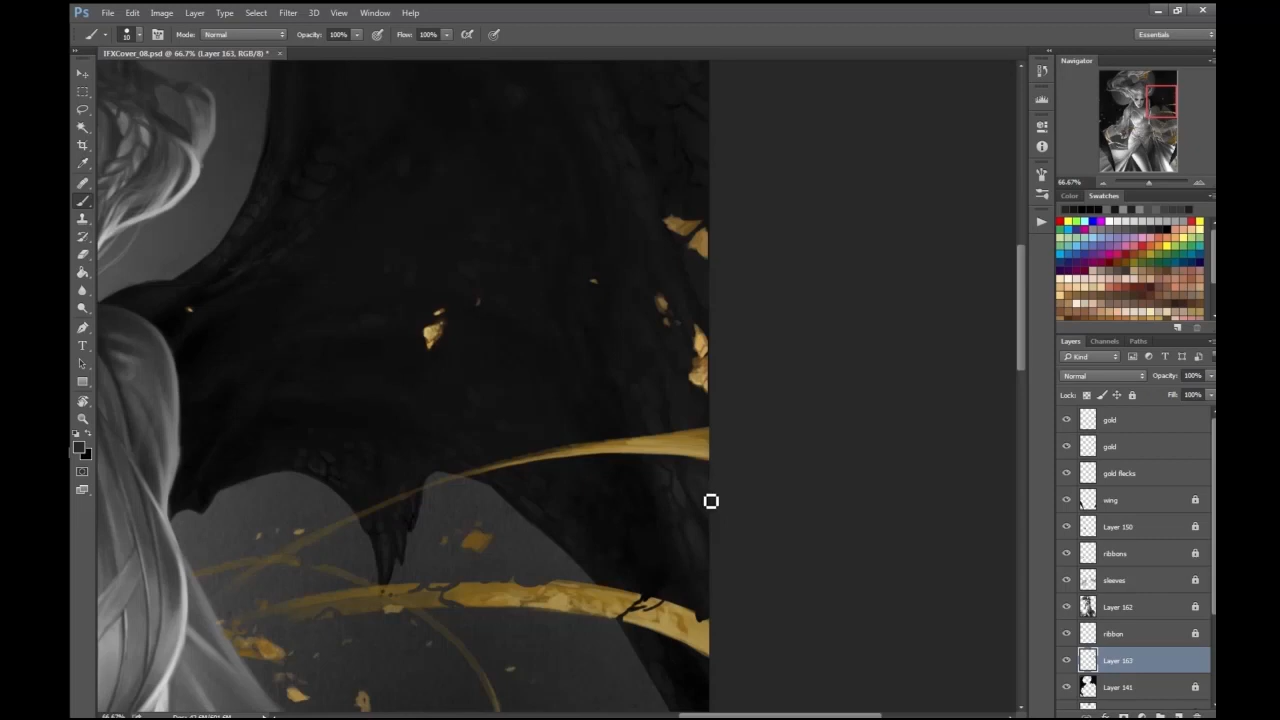 Ps File Edit Image Layer Type Select Filter 3D View Window Help
10 Mode: Normal Opacity: 100% Flow: 100% Essentials
IFXCover_08.psd @ 66.7% (Layer 163, RGB/8) *
Navigator
66.67%
Color Swatches
Layers Channels Paths
Kind
Normal Opacity: 100%
Lock: Fill: 100%
gold
gold
gold flecks
wing
Layer 150
ribbons
sleeves
Layer 162
ribbon
Layer 163
Layer 141